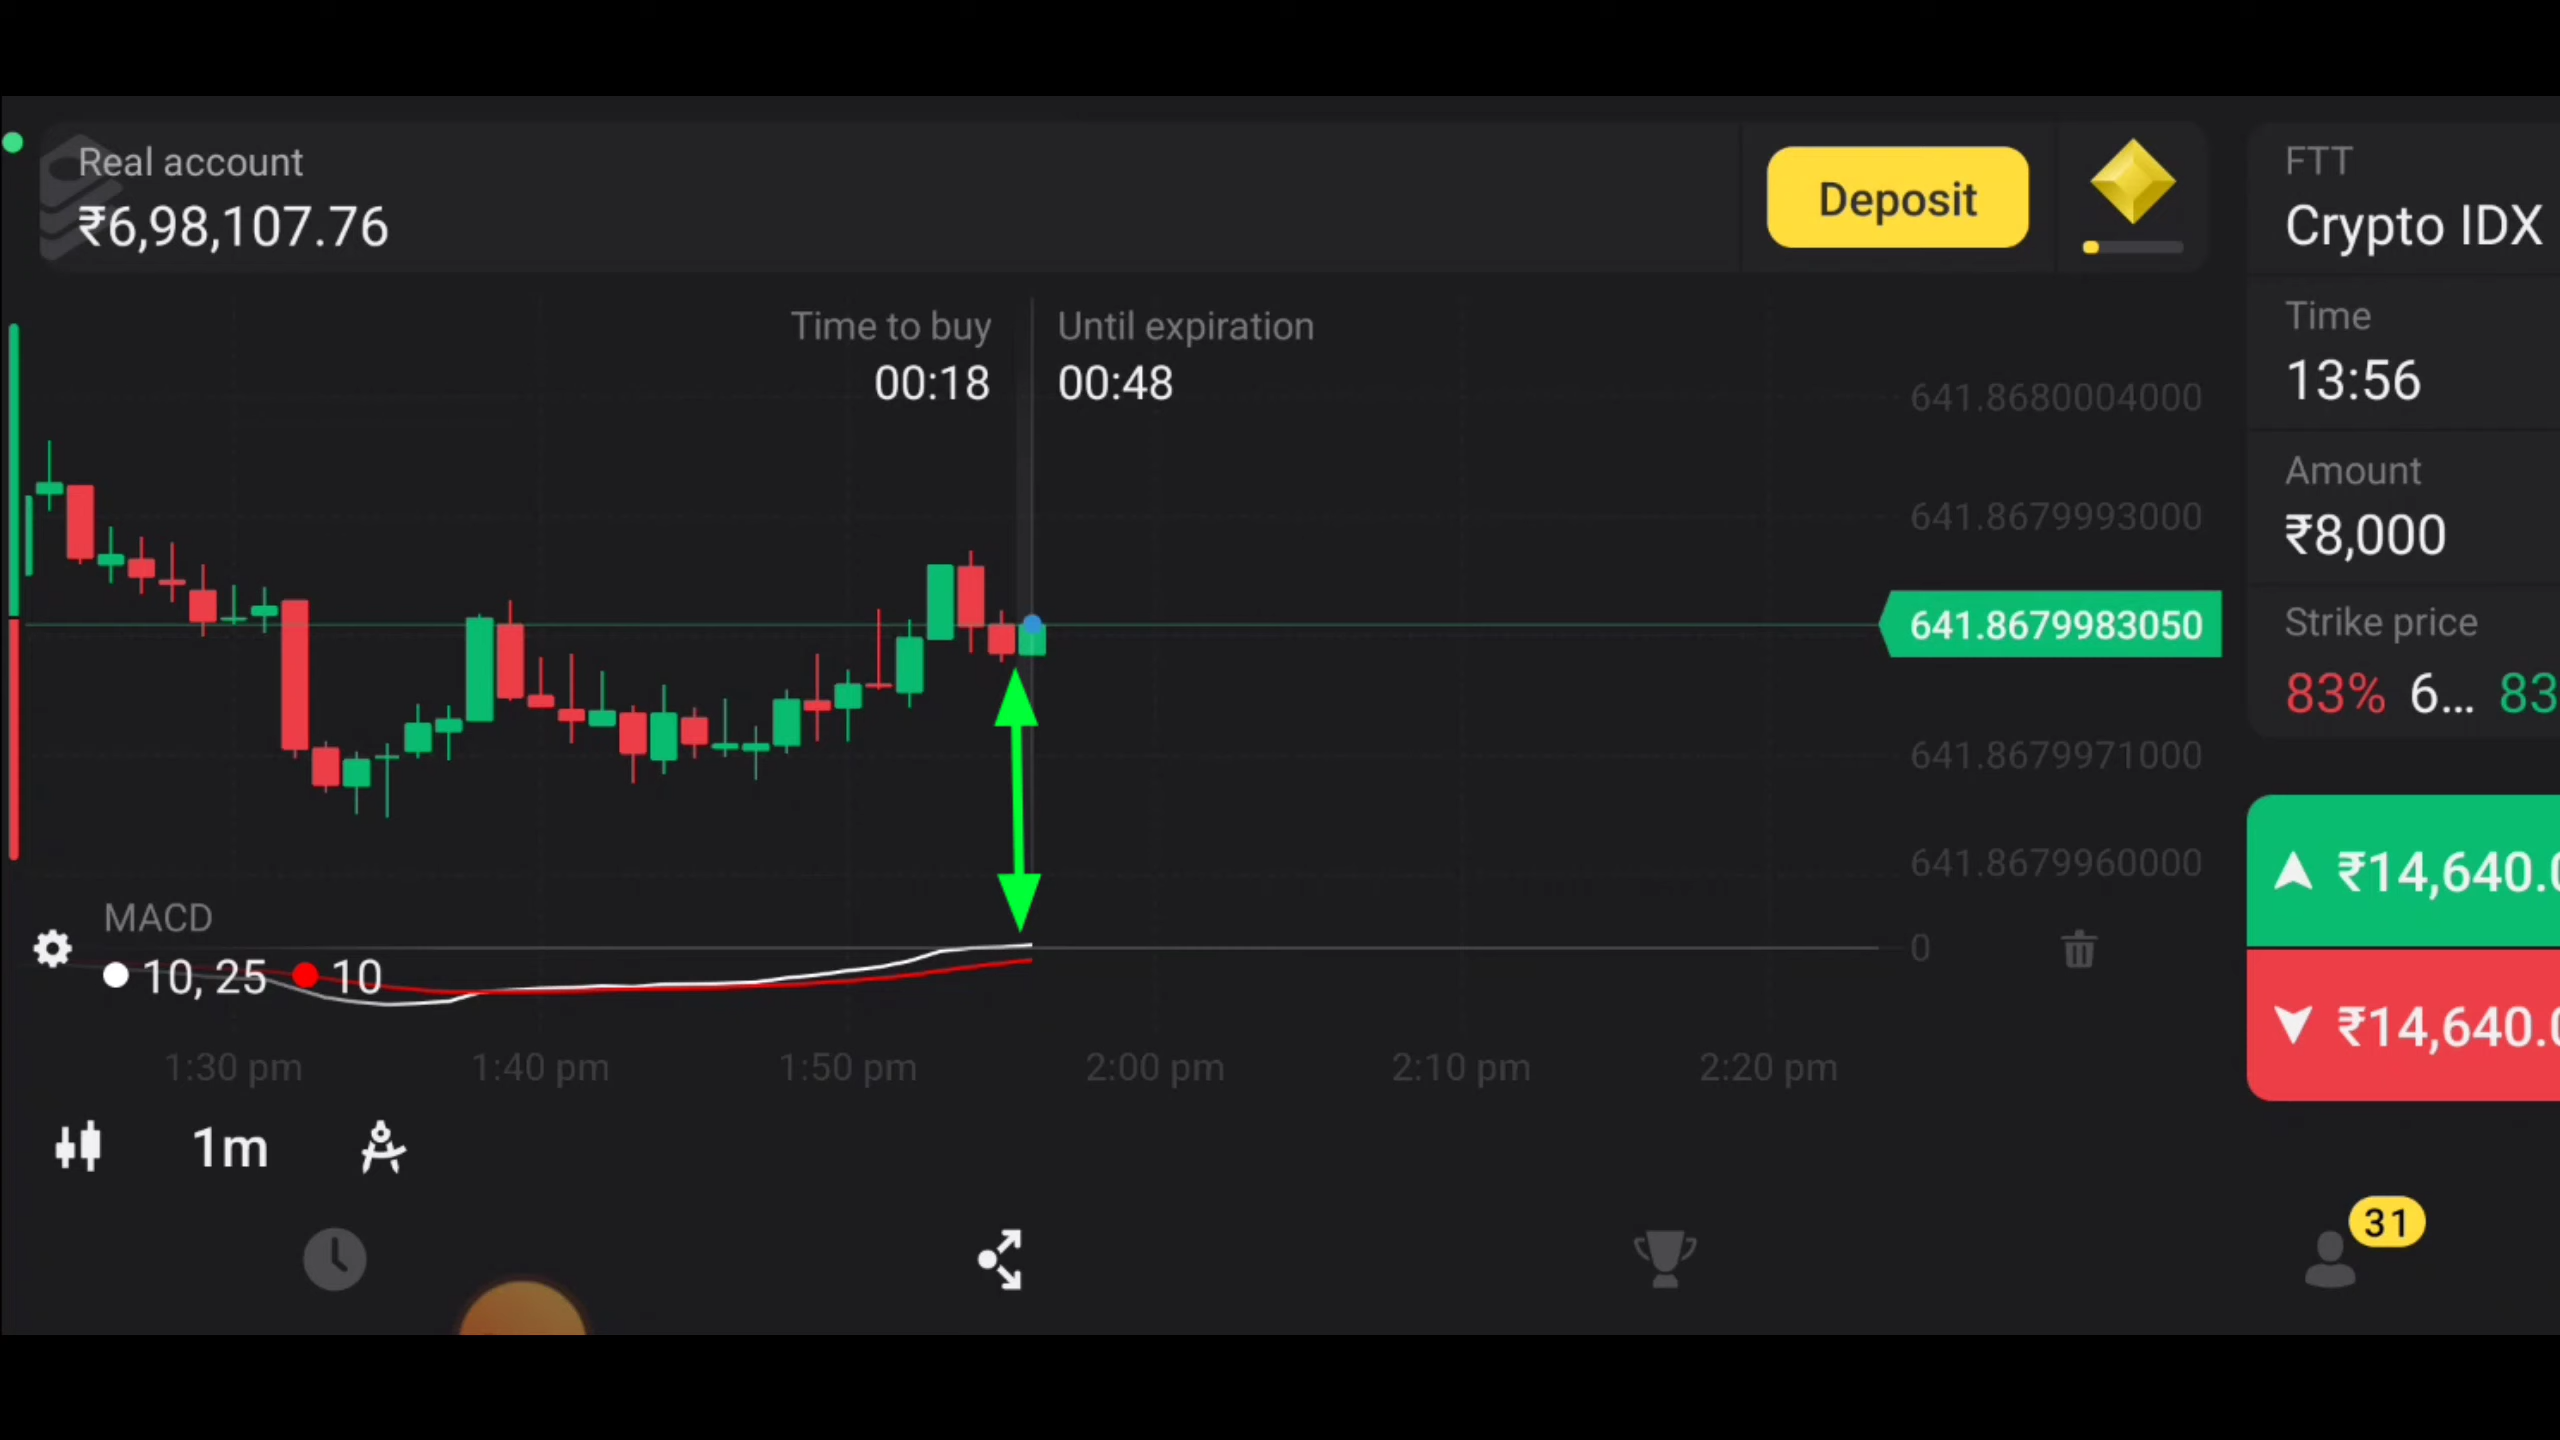 Real account
₹6,98,107.76
Deposit
FTT
Crypto IDX
Time to buy
00:18
Until expiration
00:48
Time
13:56
Amount
₹8,000
Strike price
83% 6... 83
641.8680004000
641.8679993000
641.8679983050
641.8679971000
641.8679960000
₹14,640.0
₹14,640.0
MACD
10, 25
10
0
1:30 pm
1:40 pm
1:50 pm
2:00 pm
2:10 pm
2:20 pm
1m
31